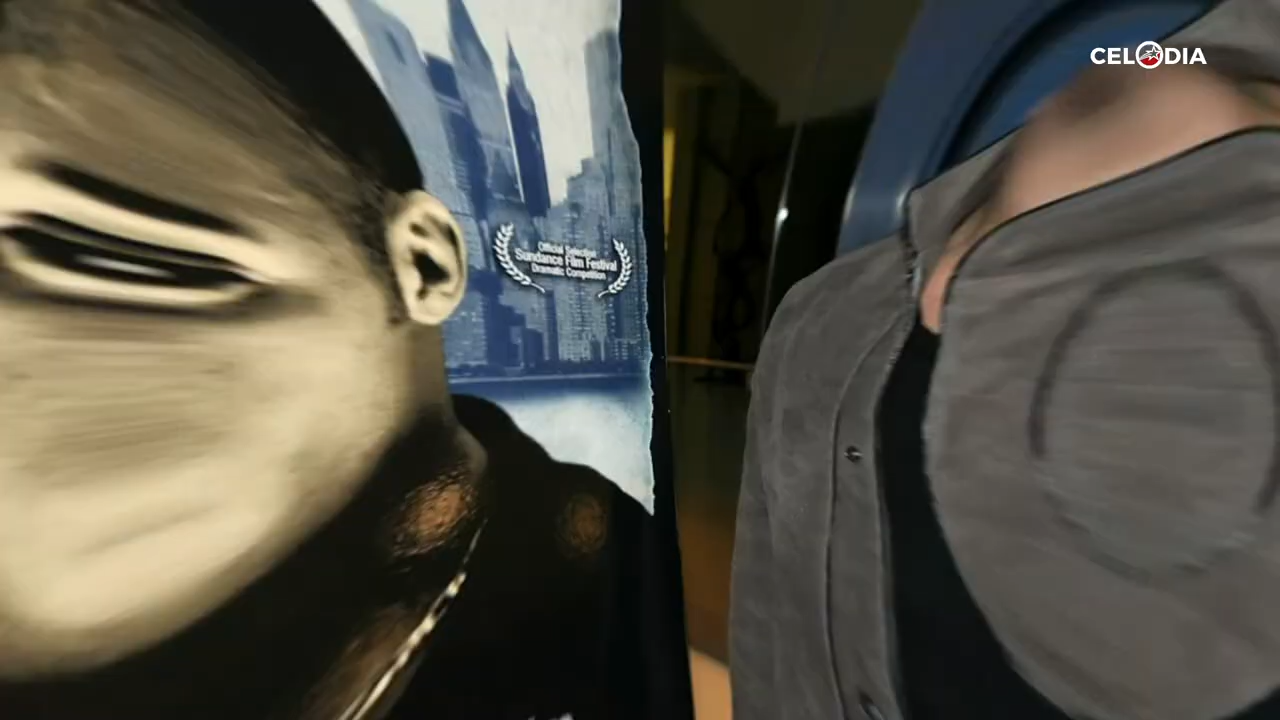 CELODIA
Official Selection
Sundance Film Festival
Dramatic Competition